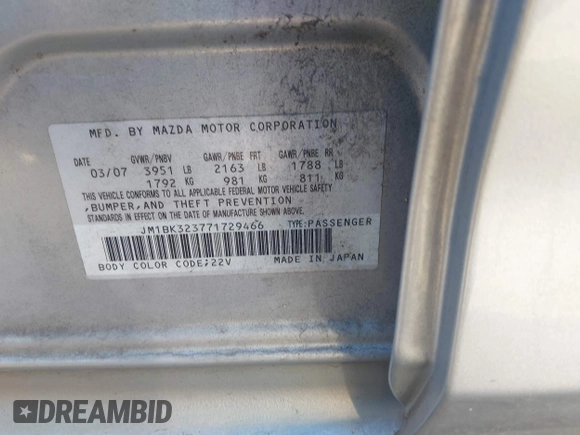 MFD. BY MAZDA MOTOR CORPORATION
DATE GVWR/PNBV GAWR/PNBE FRT GAWR/PNBE RR
03/07 3951 LB 2163 LB 1788 LB
1792 KG 981 KG 811 KG
THIS VEHICLE CONFORMS TO ALL APPLICABLE FEDERAL MOTOR VEHICLE SAFETY
,BUMPER,AND THEFT PREVENTION
STANDARDS IN EFFECT ON THE DATE OF MANUFACTURE SHOWN ABOVE.
JM1BK323771729466 TYPE:PASSENGER
BODY COLOR CODE;22V MADE IN JAPAN
DREAMBID